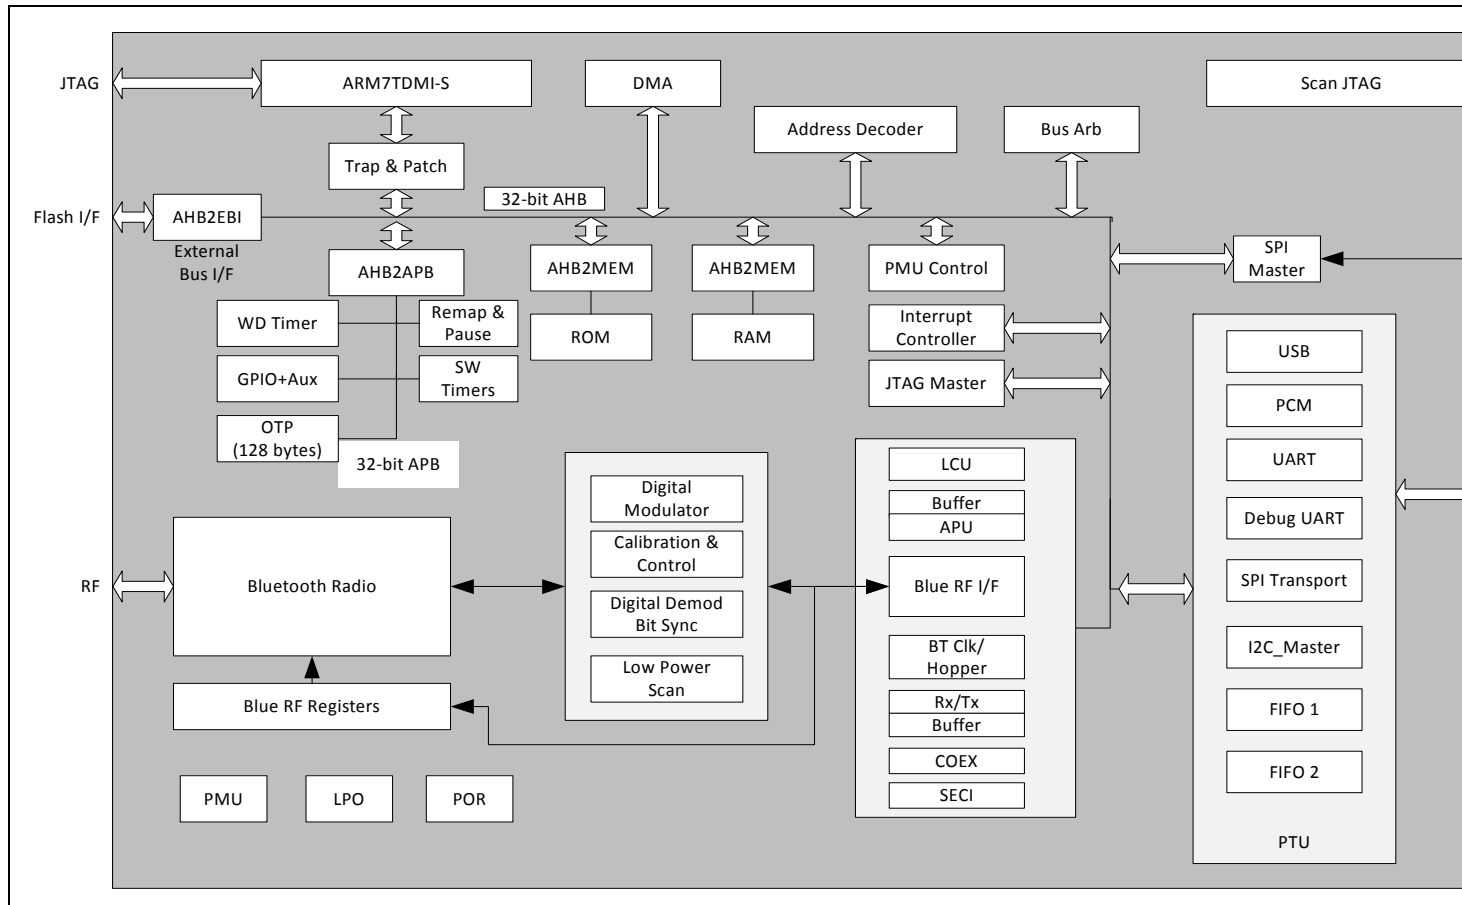 JTAG
ARM7TDMI-S
DMA
Scan JTAG
Address Decoder
Bus Arb
Trap & Patch
32-bit AHB
Flash I/F
AHB2EBI
External
Bus I/F
AHB2APB
AHB2MEM
AHB2MEM
PMU Control
SPI
Master
WD Timer
Remap &
Pause
ROM
RAM
Interrupt
Controller
GPIO+Aux
SW
Timers
JTAG Master
OTP
(128 bytes)
32-bit APB
USB
PCM
UART
Debug UART
SPI Transport
I2C_Master
FIFO 1
FIFO 2
PTU
LCU
Buffer
APU
Blue RF I/F
BT Clk/
Hopper
Rx/Tx
Buffer
COEX
SECI
Digital
Modulator
Calibration &
Control
Digital Demod
Bit Sync
Low Power
Scan
RF
Bluetooth Radio
Blue RF Registers
PMU
LPO
POR